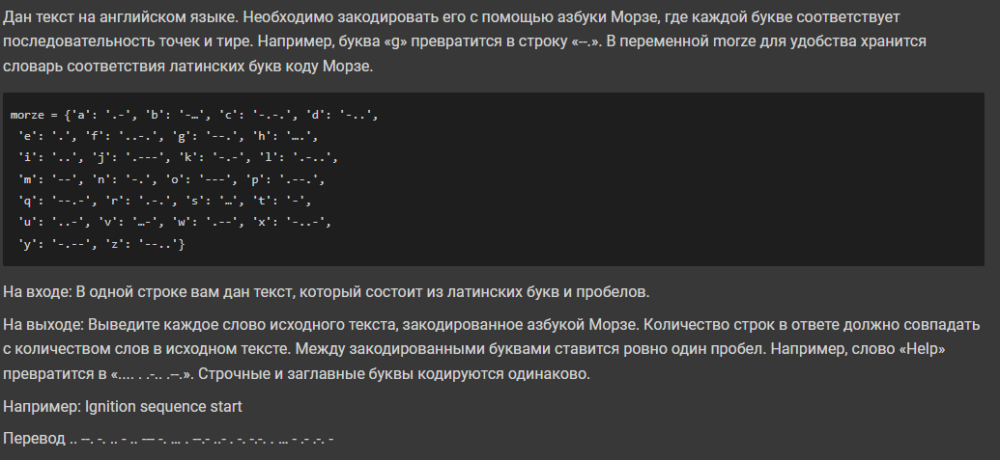 Дан текст на английском языке. Необходимо закодировать его с помощью азбуки Морзе, где каждой букве соответствует
последовательность точек и тире. Например, буква «g» превратится в строку «--.». В переменной morze для удобства хранится
словарь соответствия латинских букв коду Морзе.
morze = {'a': '.-', 'b': '-…', 'c': '-.-.', 'd': '-..',
'e': '.', 'f': '..-.', 'g': '--.', 'h': '….',
'i': '..', 'j': '.---', 'k': '-.-', 'l': '.-..',
'm': '--', 'n': '-.', 'o': '---', 'p': '.--.',
'q': '--.-', 'r': '.-.', 's': '…', 't': '-',
'u': '..-', 'v': '…-', 'w': '.--', 'x': '-..-',
'y': '-.--', 'z': '--..'}
На входе: В одной строке вам дан текст, который состоит из латинских букв и пробелов.
На выходе: Выведите каждое слово исходного текста, закодированное азбукой Морзе. Количество строк в ответе должно совпадать
с количеством слов в исходном тексте. Между закодированными буквами ставится ровно один пробел. Например, слово «Help»
превратится в «.... . .-.. .--.». Строчные и заглавные буквы кодируются одинаково.
Например: Ignition sequence start
Перевод .. --. -. .. - .. --- -. … . --.- ..- . -. -.-. . … - .- .-. -